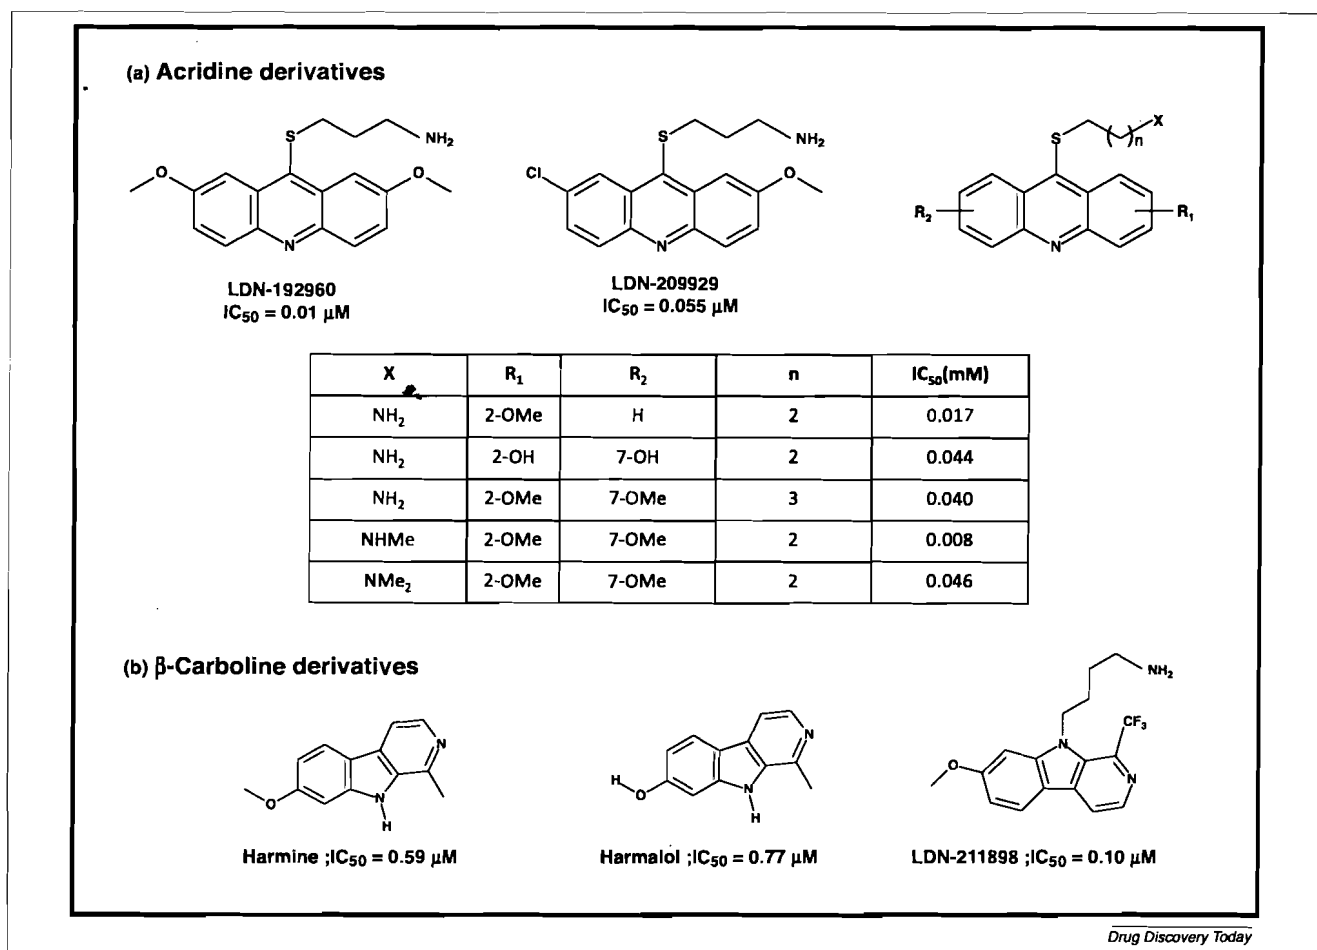 (a) Acridine derivatives
S
NH2
O
O
N
LDN-192960
IC50 = 0.01 μM
S
NH2
Cl
O
N
LDN-209929
IC50 = 0.055 μM
S
( )n
X
R2
R1
N
X R1 R2 n IC50(mM)
NH2 2-OMe H 2 0.017
NH2 2-OH 7-OH 2 0.044
NH2 2-OMe 7-OMe 3 0.040
NHMe 2-OMe 7-OMe 2 0.008
NMe2 2-OMe 7-OMe 2 0.046
(b) β-Carboline derivatives
N
O
N
H
Harmine ;IC50 = 0.59 μM
N
H
O
N
H
Harmalol ;IC50 = 0.77 μM
NH2
CF3
N
O
N
LDN-211898 ;IC50 = 0.10 μM
Drug Discovery Today